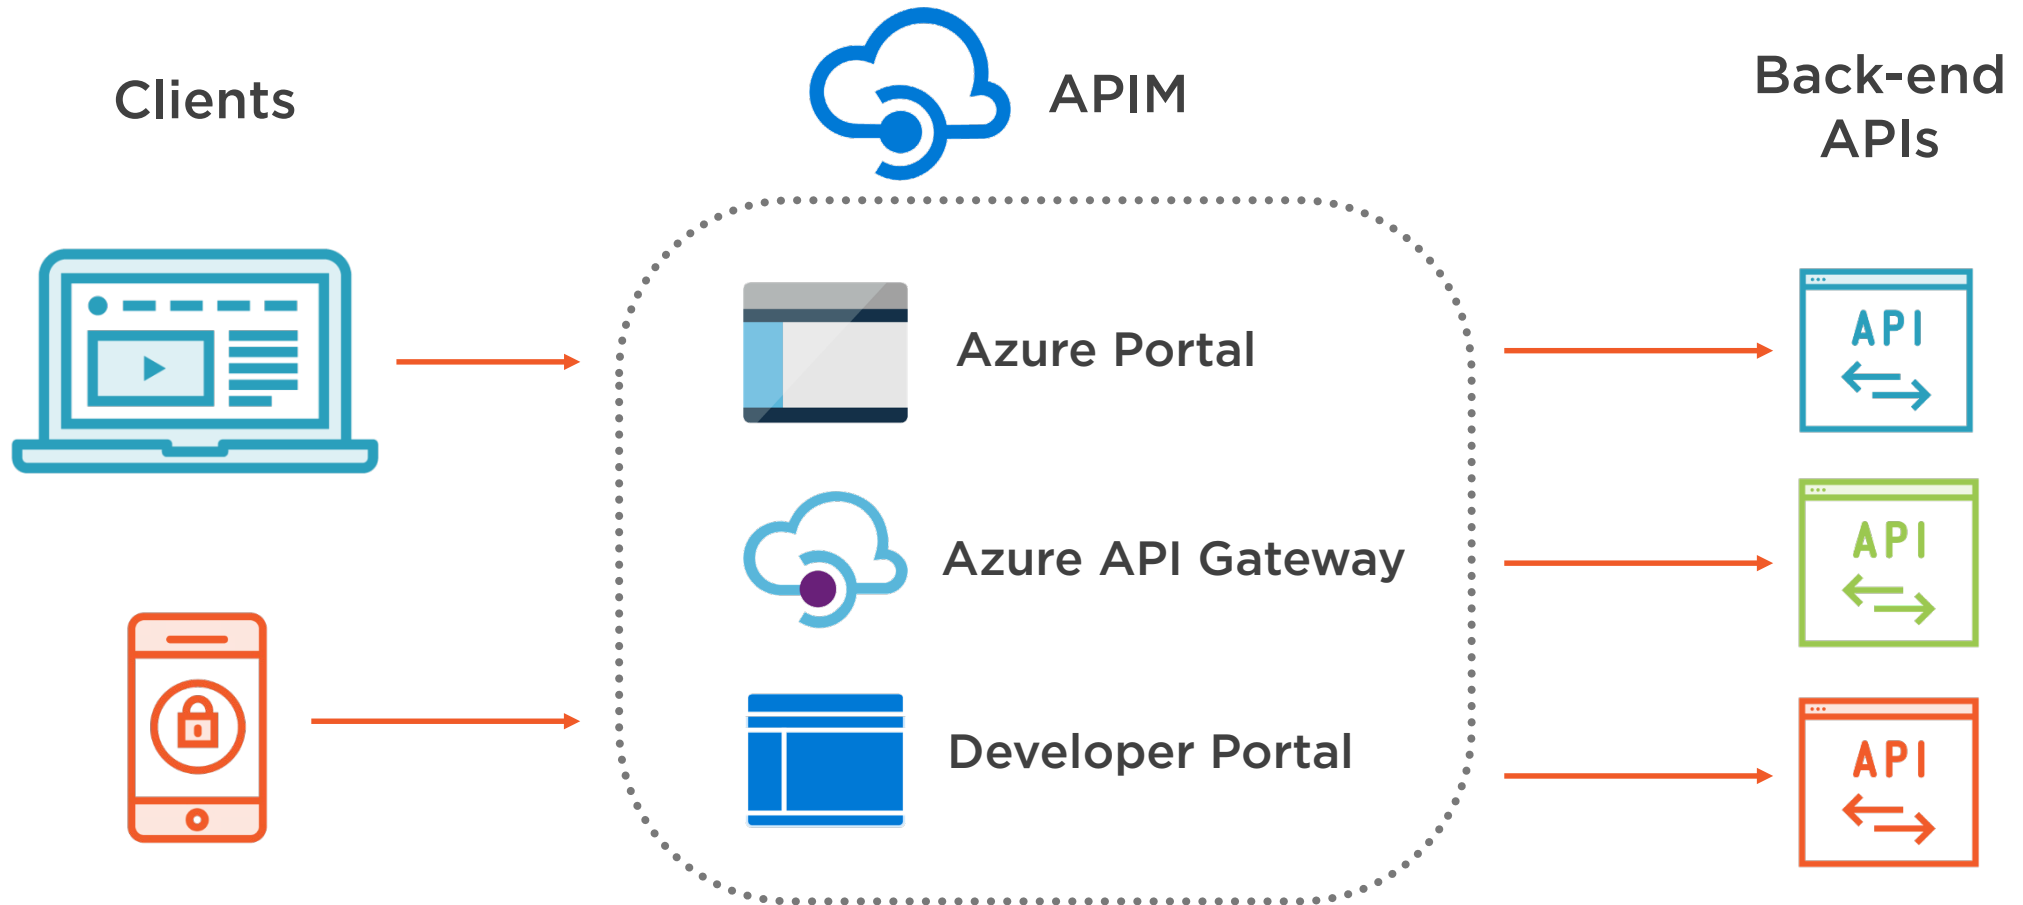 Clients
APIM
Back-end
APIs
Azure Portal
Azure API Gateway
Developer Portal
API
API
API